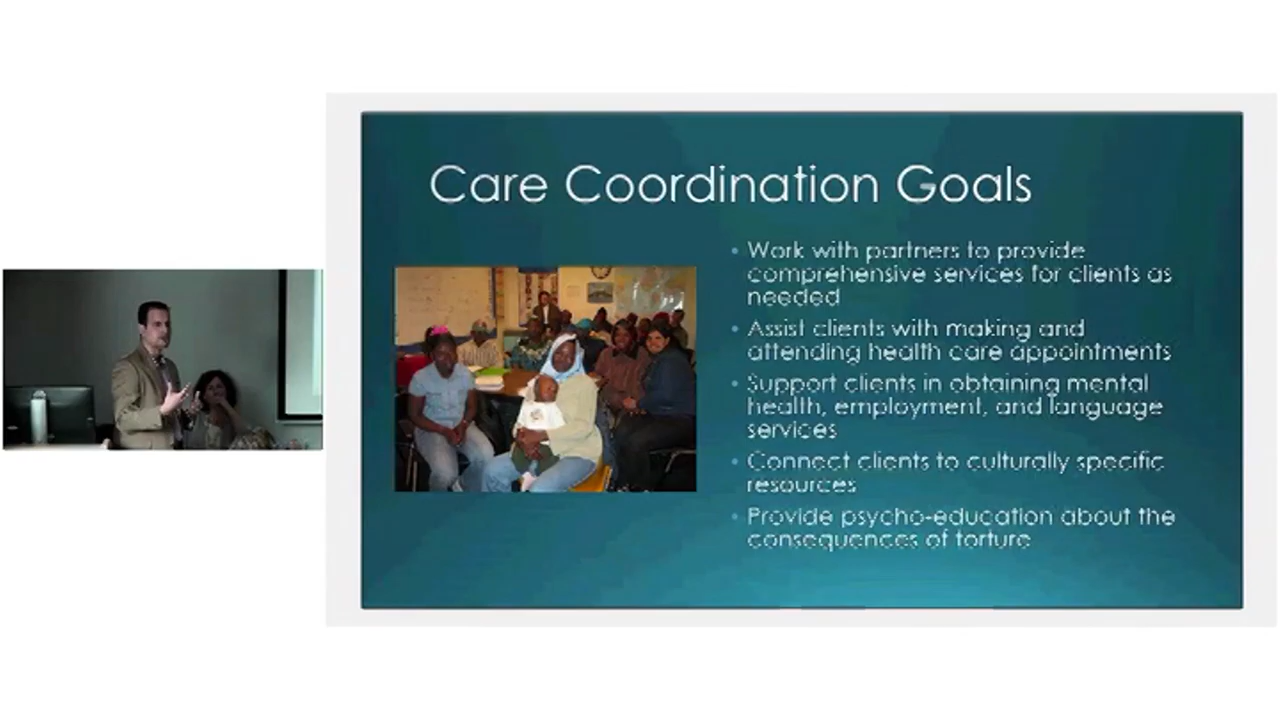 Care Coordination Goals
• Work with partners to provide
comprehensive services for clients as
needed
• Assist clients with making and
attending health care appointments
• Support clients in obtaining mental
health, employment, and language
services
• Connect clients to culturally specific
resources
• Provide psycho-education about the
consequences of torture